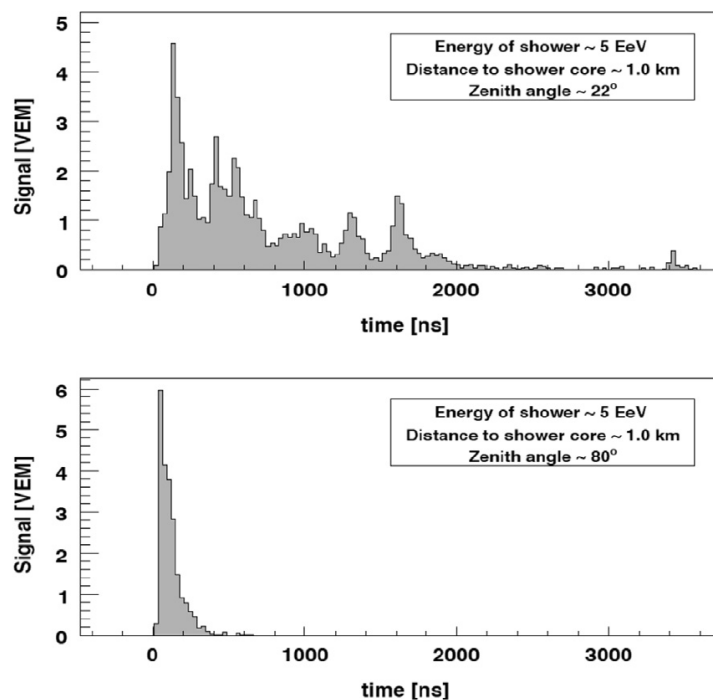 5
4
3
2
1
0
Signal [VEM]
Energy of shower ~ 5 EeV
Distance to shower core ~ 1.0 km
Zenith angle ~ 22º
0 1000 2000 3000
time [ns]
6
5
4
3
2
1
0
Signal [VEM]
Energy of shower ~ 5 EeV
Distance to shower core ~ 1.0 km
Zenith angle ~ 80º
0 1000 2000 3000
time [ns]